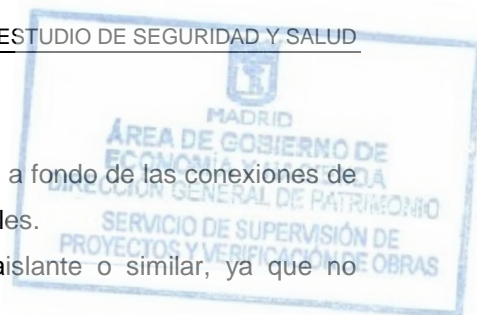 ESTUDIO DE SEGURIDAD Y SALUD
MADRID
ÁREA DE GOBIERNO DE
ECONOMÍA Y HACIENDA
a fondo de las conexiones de
DIRECCIÓN GENERAL DE PATRIMONIO
les.
SERVICIO DE SUPERVISIÓN DE
PROYECTOS Y VERIFICACIÓN DE OBRAS
aislante o similar, ya que no